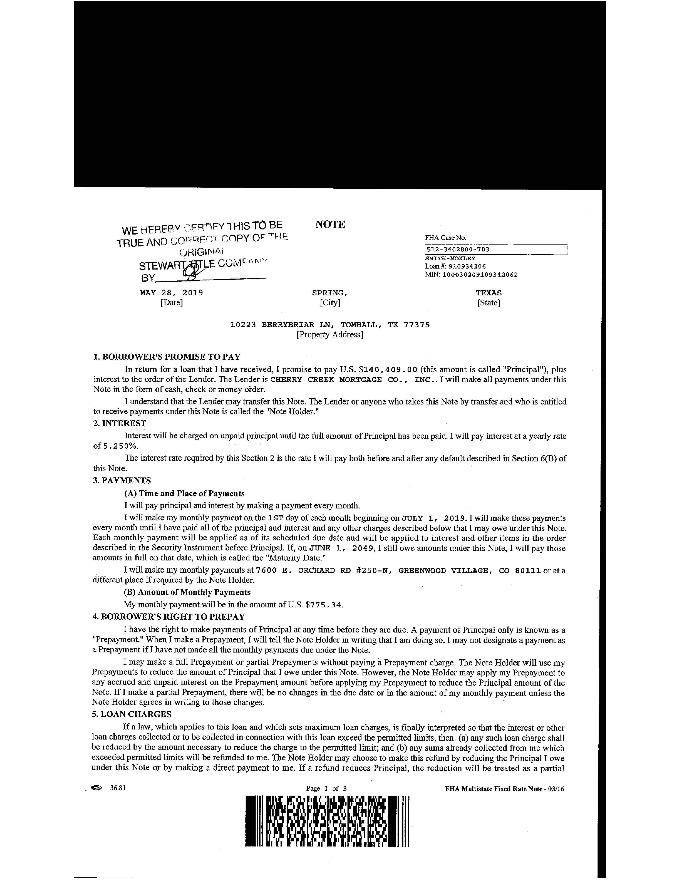 WE HEREBY CERTIFY THIS TO BE
TRUE AND CORRECT COPY OF THE
ORIGINAL
STEWART TITLE COMPANY
BY
NOTE
FHA Case No.
512-3402809-703
SMITH-MOXLEY
Loan #:
MIN:
MAY 28, 2019
[Date]
SPRING,
[City]
TEXAS
[State]
10223 BERRYBRIAR LN, TOMBALL, TX 77375
[Property Address]
1. BORROWER'S PROMISE TO PAY
In return for a loan that I have received, I promise to pay U.S. $140,409.00 (this amount is called "Principal"), plus
interest to the order of the Lender. The Lender is CHERRY CREEK MORTGAGE CO., INC.. I will make all payments under this
Note in the form of cash, check or money order.
I understand that the Lender may transfer this Note. The Lender or anyone who takes this Note by transfer and who is entitled
to receive payments under this Note is called the "Note Holder."
2. INTEREST
Interest will be charged on unpaid principal until the full amount of Principal has been paid. I will pay interest at a yearly rate
of 5.250%.
The interest rate required by this Section 2 is the rate I will pay both before and after any default described in Section 6(B) of
this Note.
3. PAYMENTS
(A) Time and Place of Payments
I will pay principal and interest by making a payment every month.
I will make my monthly payment on the 1ST day of each month beginning on JULY 1, 2019. I will make these payments
every month until I have paid all of the principal and interest and any other charges described below that I may owe under this Note.
Each monthly payment will be applied as of its scheduled due date and will be applied to interest and other items in the order
described in the Security Instrument before Principal. If, on JUNE 1, 2049, I still owe amounts under this Note, I will pay those
amounts in full on that date, which is called the "Maturity Date."
I will make my monthly payments at 7600 E. ORCHARD RD #250-N, GREENWOOD VILLAGE, CO 80111 or at a
different place if required by the Note Holder.
(B) Amount of Monthly Payments
My monthly payment will be in the amount of U.S. $775.34.
4. BORROWER'S RIGHT TO PREPAY
I have the right to make payments of Principal at any time before they are due. A payment of Principal only is known as a
"Prepayment." When I make a Prepayment, I will tell the Note Holder in writing that I am doing so. I may not designate a payment as
a Prepayment if I have not made all the monthly payments due under the Note.
I may make a full Prepayment or partial Prepayments without paying a Prepayment charge. The Note Holder will use my
Prepayments to reduce the amount of Principal that I owe under this Note. However, the Note Holder may apply my Prepayment to
any accrued and unpaid interest on the Prepayment amount before applying my Prepayment to reduce the Principal amount of the
Note. If I make a partial Prepayment, there will be no changes in the due date or in the amount of my monthly payment unless the
Note Holder agrees in writing to those changes.
5. LOAN CHARGES
If a law, which applies to this loan and which sets maximum loan charges, is finally interpreted so that the interest or other
loan charges collected or to be collected in connection with this loan exceed the permitted limits, then: (a) any such loan charge shall
be reduced by the amount necessary to reduce the charge to the permitted limit; and (b) any sums already collected from me which
exceeded permitted limits will be refunded to me. The Note Holder may choose to make this refund by reducing the Principal I owe
under this Note or by making a direct payment to me. If a refund reduces Principal, the reduction will be treated as a partial
3681
Page 1 of 3
FHA Multistate Fixed Rate Note - 03/16